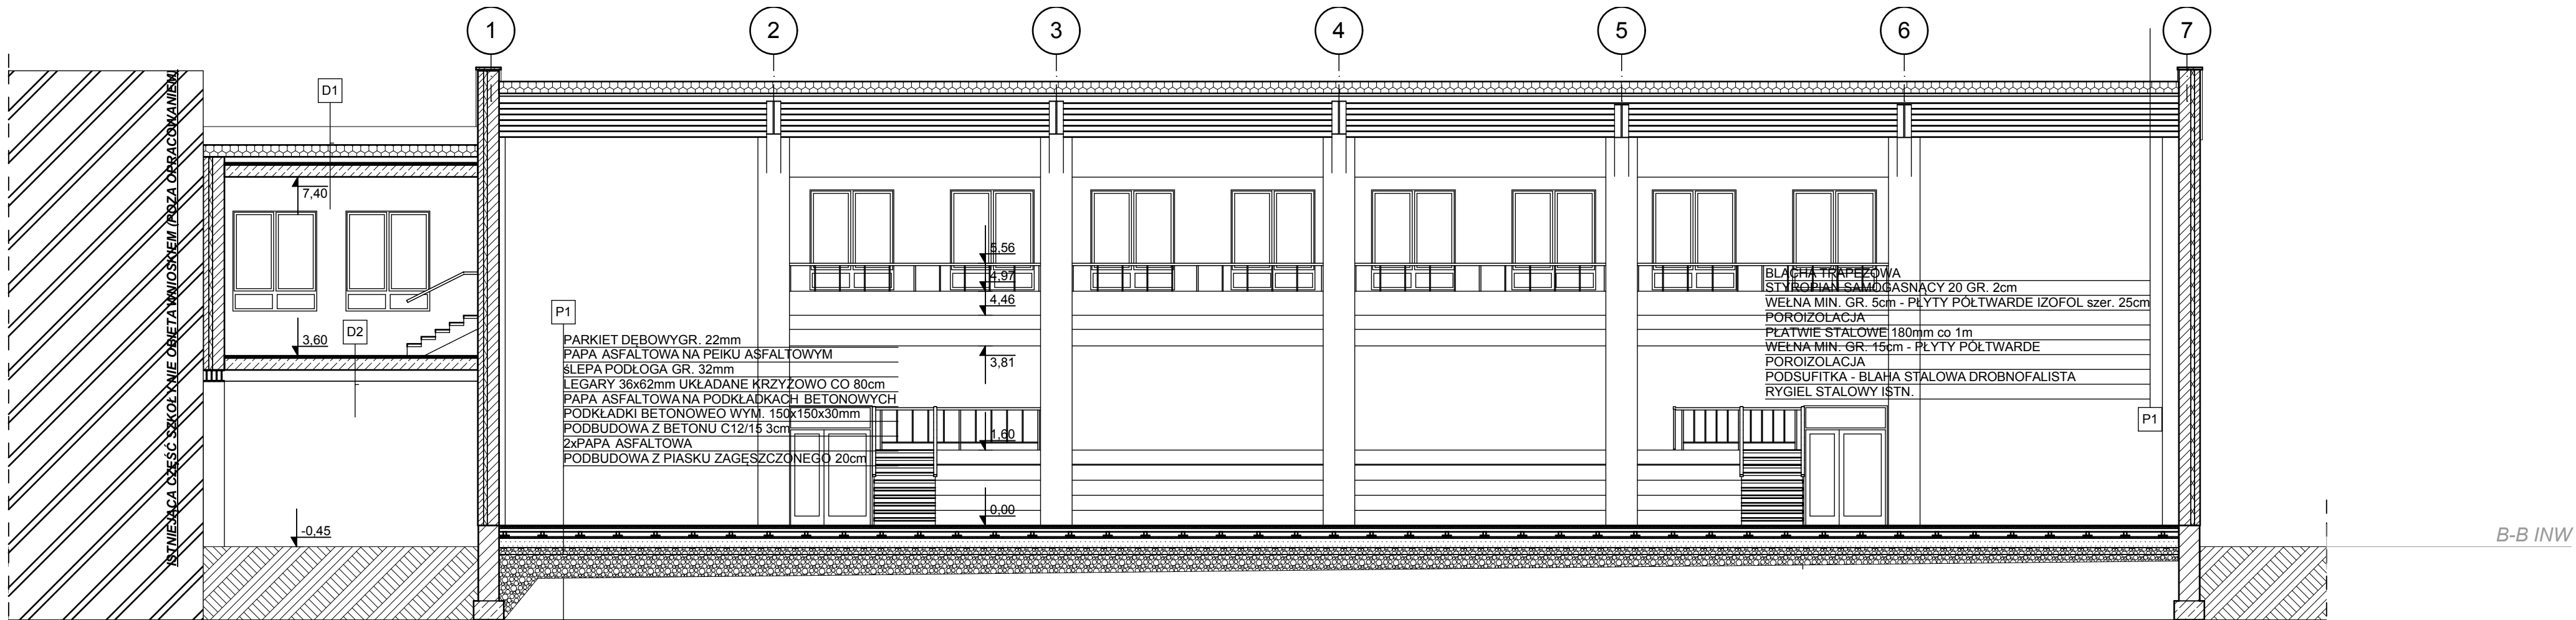 1
2
3
4
5
6
7
D1
ISTNIEJĄCA CZĘŚĆ SZKOŁY NIE OBJĘTA WNIOSKIEM (POZA OPRACOWANIEM)
7,40
3,60
D2
-0,45
P1
PARKIET DĘBOWYGR. 22mm
PAPA ASFALTOWA NA PEIKU ASFALTOWYM
śLEPA PODŁOGA GR. 32mm
LEGARY 36x62mm UKŁADANE KRZYŻOWO CO 80cm
PAPA ASFALTOWA NA PODKŁADKACH BETONOWYCH
PODKŁADKI BETONOWEO WYM. 150x150x30mm
PODBUDOWA Z BETONU C12/15 3cm
2xPAPA ASFALTOWA
PODBUDOWA Z PIASKU ZAGĘSZCZONEGO 20cm
5,56
4,97
4,46
3,81
1,60
0,00
BLACHA TRAPEZOWA
STYROPIAN SAMOGASNĄCY 20 GR. 2cm
WEŁNA MIN. GR. 5cm - PŁYTY PÓŁTWARDE IZOFOL szer. 25cm
POROIZOLACJA
PŁATWIE STALOWE 180mm co 1m
WEŁNA MIN. GR. 15cm - PŁYTY PÓŁTWARDE
POROIZOLACJA
PODSUFITKA - BLAHA STALOWA DROBNOFALISTA
RYGIEL STALOWY ISTN.
P1
B-B INW